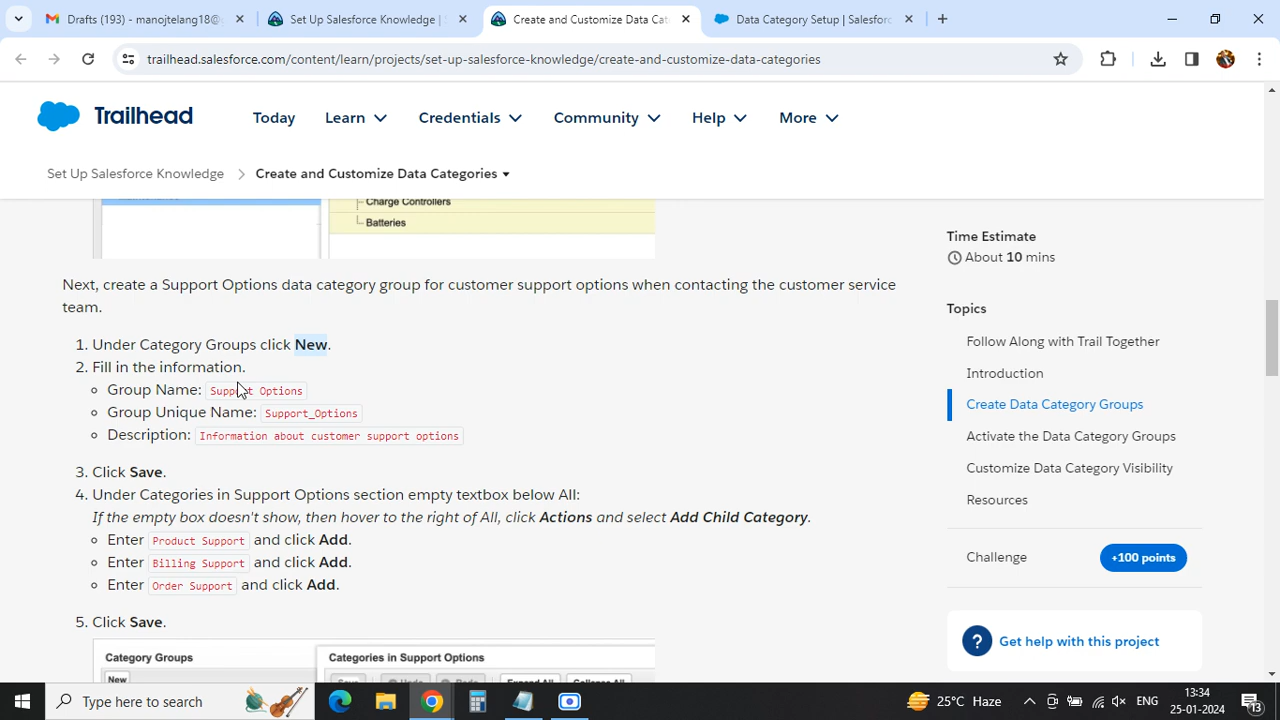 Drafts (193) - manojtelang18@
Set Up Salesforce Knowledge |
Create and Customize Data Cat
Data Category Setup | Salesforc
trailhead.salesforce.com/content/learn/projects/set-up-salesforce-knowledge/create-and-customize-data-categories
Trailhead
Today
Learn
Credentials
Community
Help
More
Set Up Salesforce Knowledge
Create and Customize Data Categories
Charge Controllers
Batteries
Next, create a Support Options data category group for customer support options when contacting the customer service
team.
1. Under Category Groups click New.
2. Fill in the information.
Group Name: Support Options
Group Unique Name: Support_Options
Description: Information about customer support options
3. Click Save.
4. Under Categories in Support Options section empty textbox below All:
If the empty box doesn't show, then hover to the right of All, click Actions and select Add Child Category.
Enter Product Support and click Add.
Enter Billing Support and click Add.
Enter Order Support and click Add.
5. Click Save.
Category Groups
New
Categories in Support Options
Time Estimate
About 10 mins
Topics
Follow Along with Trail Together
Introduction
Create Data Category Groups
Activate the Data Category Groups
Customize Data Category Visibility
Resources
Challenge
+100 points
Get help with this project
Type here to search
25°C Haze
ENG
13:34
25-01-2024
13